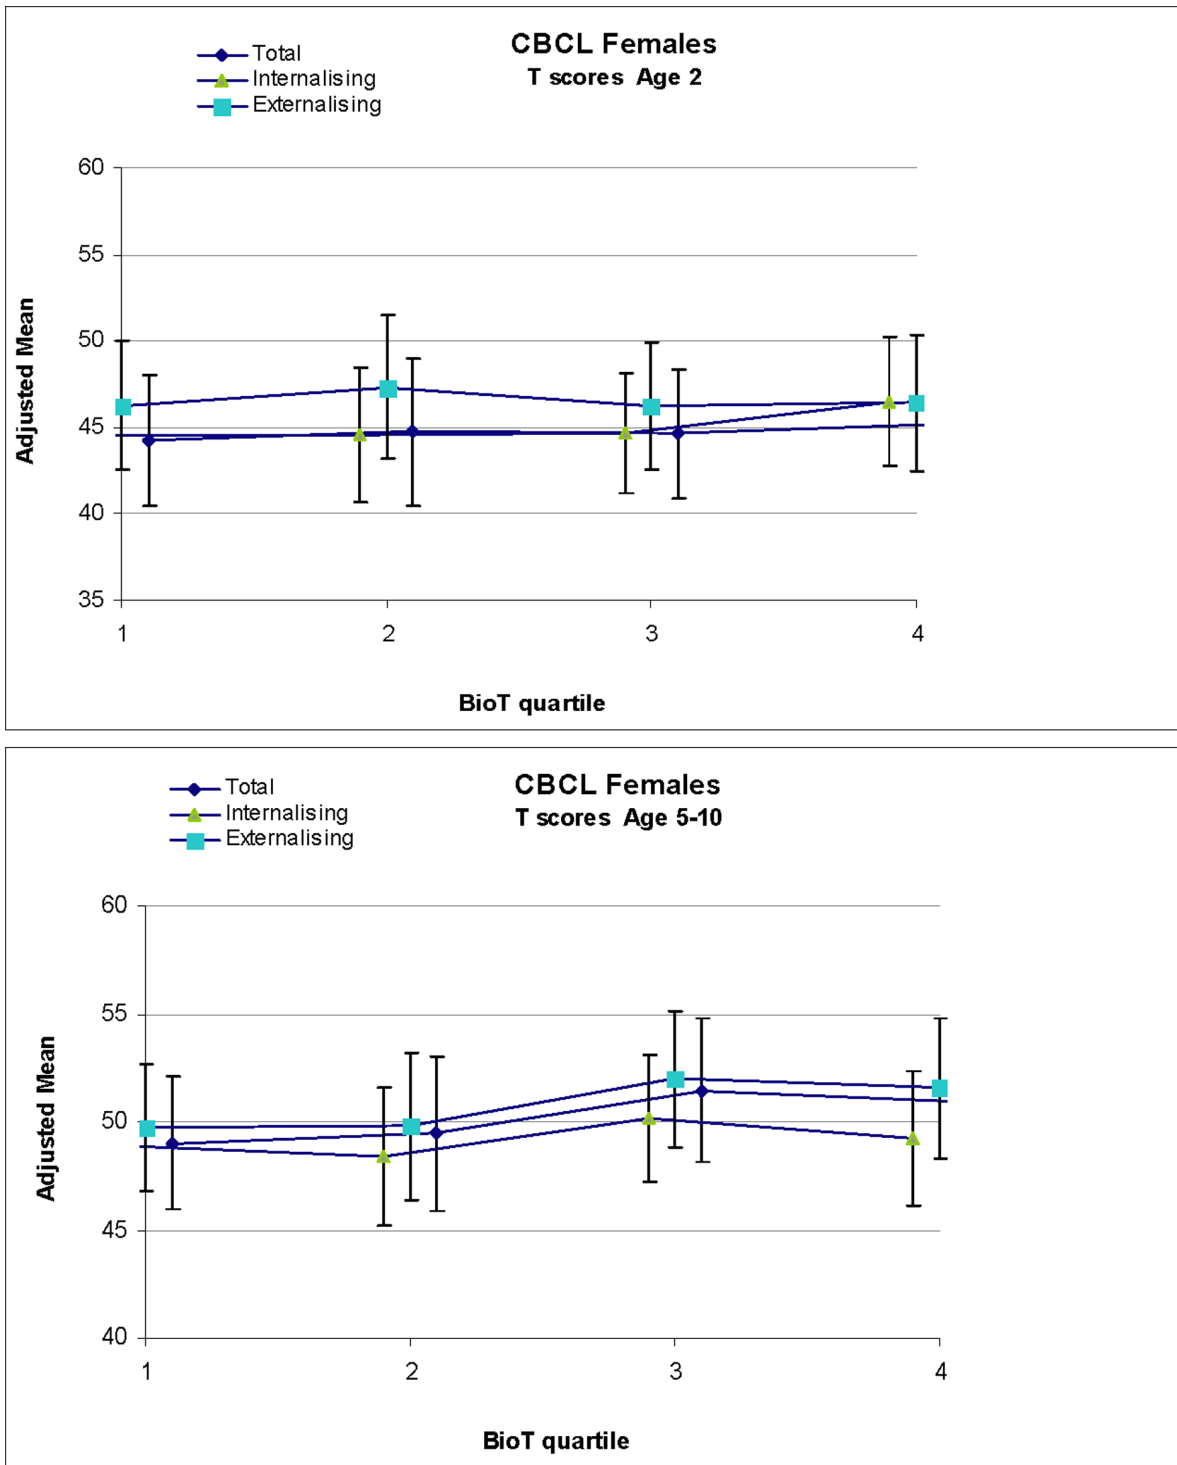 CBCL Females
T scores Age 2
Total
Internalising
Externalising
60
55
50
45
40
35
Adjusted Mean
1 2 3 4
BioT quartile
CBCL Females
T scores Age 5-10
Total
Internalising
Externalising
60
55
50
45
40
Adjusted Mean
1 2 3 4
BioT quartile